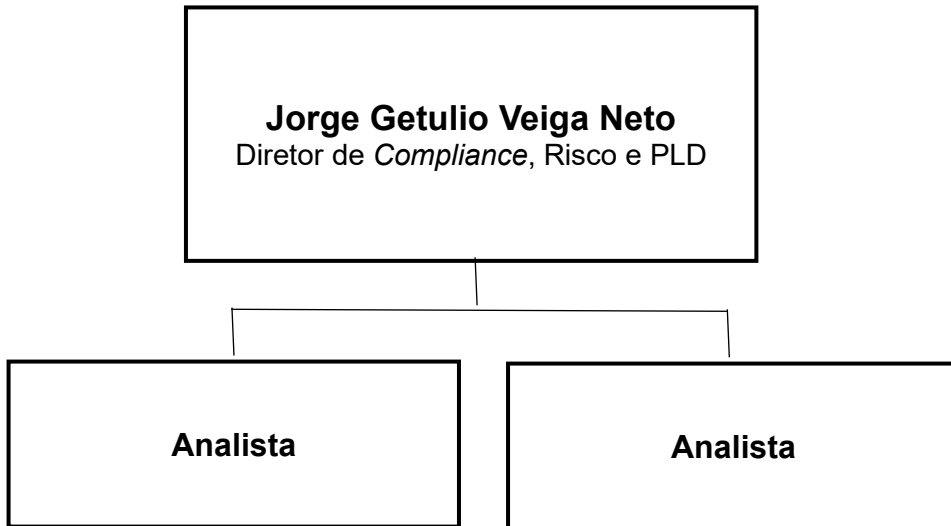 Jorge Getulio Veiga Neto
Diretor de Compliance, Risco e PLD
Analista
Analista